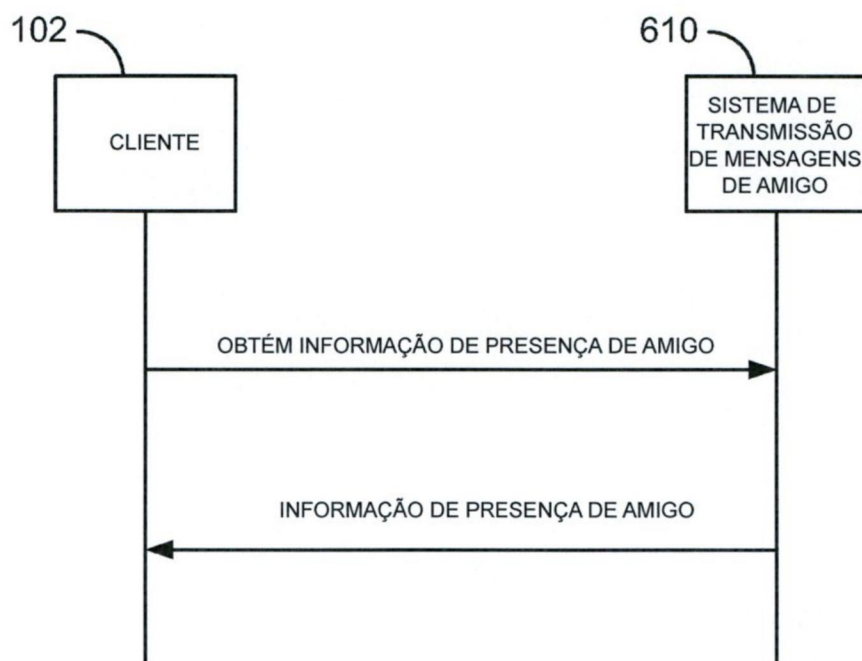 102
610
CLIENTE
SISTEMA DE
TRANSMISSÃO
DE MENSAGENS
DE AMIGO
OBTÉM INFORMAÇÃO DE PRESENÇA DE AMIGO
INFORMAÇÃO DE PRESENÇA DE AMIGO